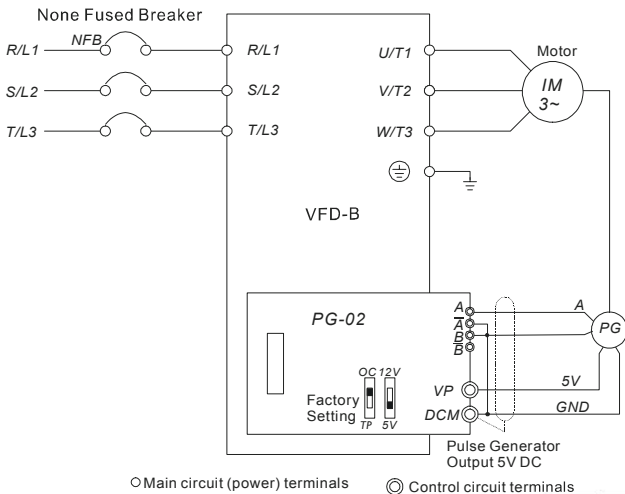 None Fused Breaker
R/L1 NFB R/L1 U/T1 Motor
S/L2 S/L2 V/T2 IM
3~
T/L3 T/L3 W/T3
VFD-B
PG-02
A A
A̅
B PG
B̅
OC 12V
VP 5V
Factory
Setting
TP 5V
DCM GND
Pulse Generator
Output 5V DC
Main circuit (power) terminals Control circuit terminals